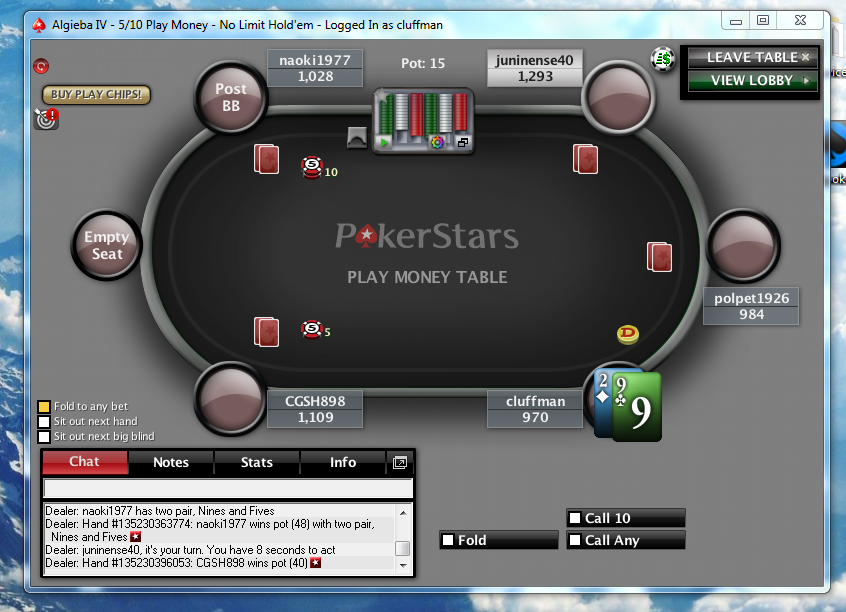 Algieba IV - 5/10 Play Money - No Limit Hold'em - Logged In as cluffman
naoki1977
1,028
Pot: 15
juninense40
1,293
LEAVE TABLE
VIEW LOBBY
BUY PLAY CHIPS!
Post
BB
10
Empty
Seat
PokerStars
PLAY MONEY TABLE
polpet1926
984
5
D
CGSH898
1,109
cluffman
970
2
9
9
Fold to any bet
Sit out next hand
Sit out next big blind
Chat
Notes
Stats
Info
Dealer: naoki1977 has two pair, Nines and Fives
Dealer: Hand #135230363774: naoki1977 wins pot (48) with two pair,
Nines and Fives
Dealer: juninense40, it's your turn. You have 8 seconds to act
Dealer: Hand #135230396053: CGSH898 wins pot (40)
Fold
Call 10
Call Any